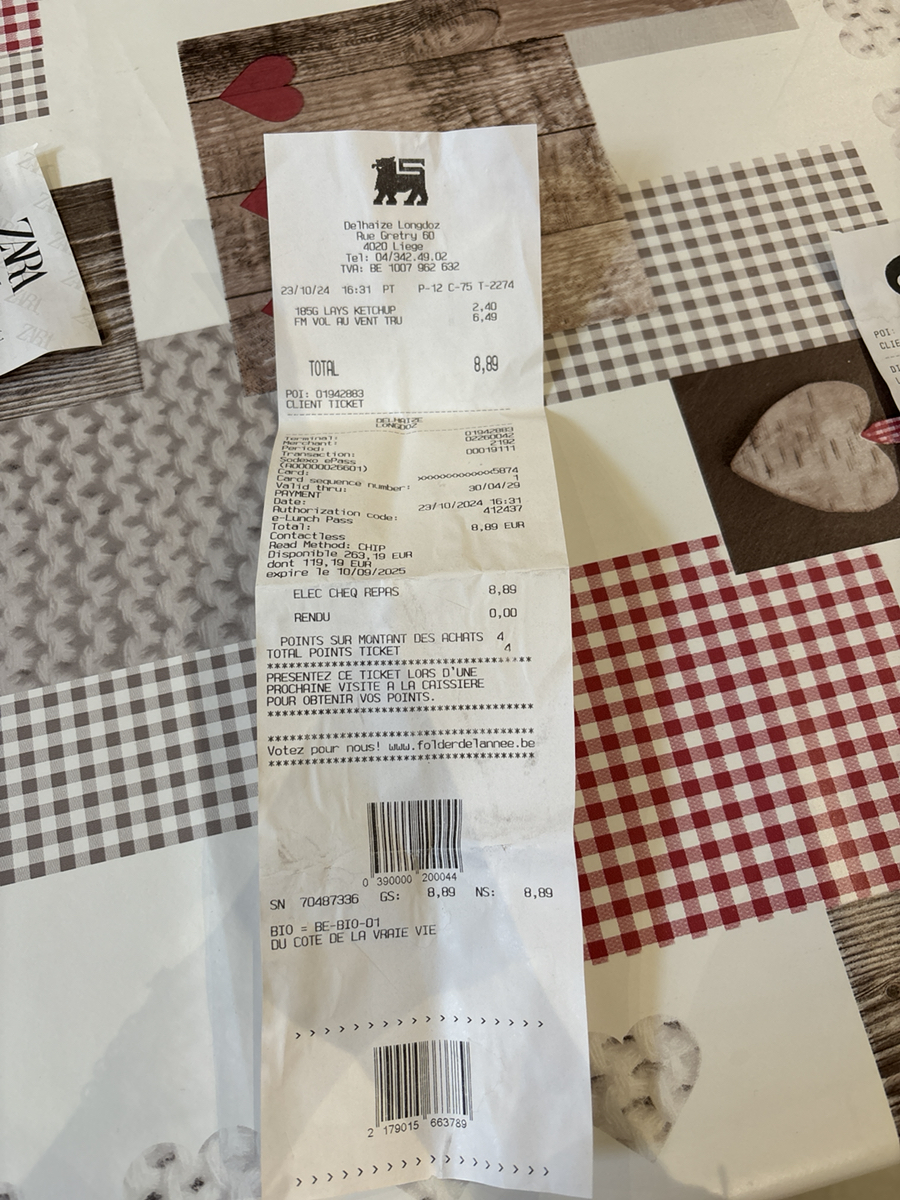 Delhaize Longdoz
Rue Gretry 60
4020 Liege
Tel: 04/342.49.02
TVA: BE 1007 962 632
23/10/24 16:31 PT P-12 C-75 T-2274
185G LAYS KETCHUP 2,40
FM VOL AU VENT TRU 6,49
TOTAL 8,89
POI: 01942883
CLIENT TICKET
DELHAIZE
LONGDOZ
Terminal: 01942883
Merchant: 02260042
Period: 2192
Transaction: 00019111
Sodexo ePass
(A00000026601)
Card: xxxxxxxxxxxx5874
Card sequence number: 1
Valid thru: 30/04/29
PAYMENT
Date: 23/10/2024 16:31
Authorization code: 412437
e-Lunch Pass
Total: 8,89 EUR
Contactless
Read Method: CHIP
Disponible 263,19 EUR
dont 119,19 EUR
expire le 10/09/2025
ELEC CHEQ REPAS 8,89
RENDU 0,00
POINTS SUR MONTANT DES ACHATS 4
TOTAL POINTS TICKET 4
************************************
PRESENTEZ CE TICKET LORS D'UNE
PROCHAINE VISITE A LA CAISSIERE
POUR OBTENIR VOS POINTS.
************************************
************************************
Votez pour nous! www.folderdelannee.be
************************************
0 390000 200044
SN 70487336 GS: 8,89 NS: 8,89
BIO = BE-BIO-01
DU COTE DE LA VRAIE VIE
> > > > > > > > > > > > > > > > >
2 179015 663789
> > > > > > > > > > > > > > > > >
ZARA
ZARA
ZARA
POI:
CLIE